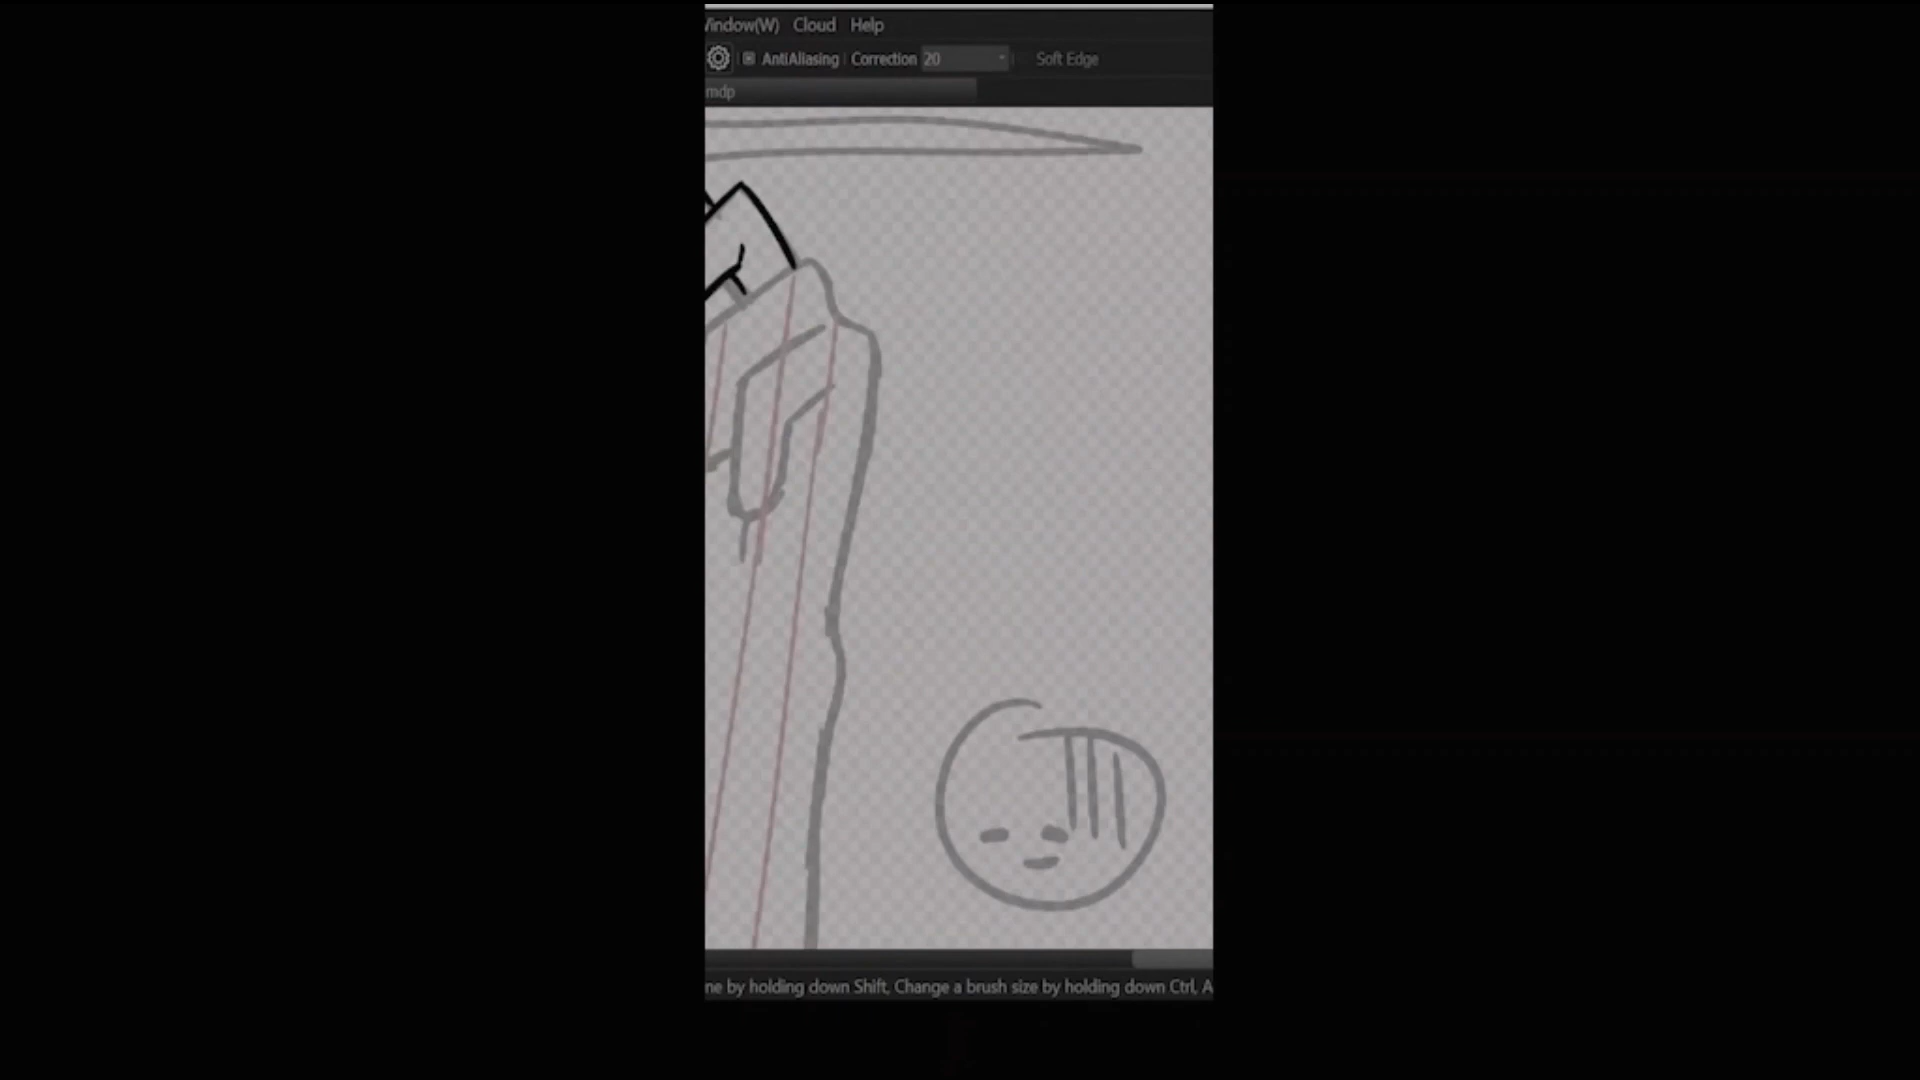 Window(W) Cloud Help
AntiAliasing Correction 20 Soft Edge
mdp
ne by holding down Shift, Change a brush size by holding down Ctrl, A